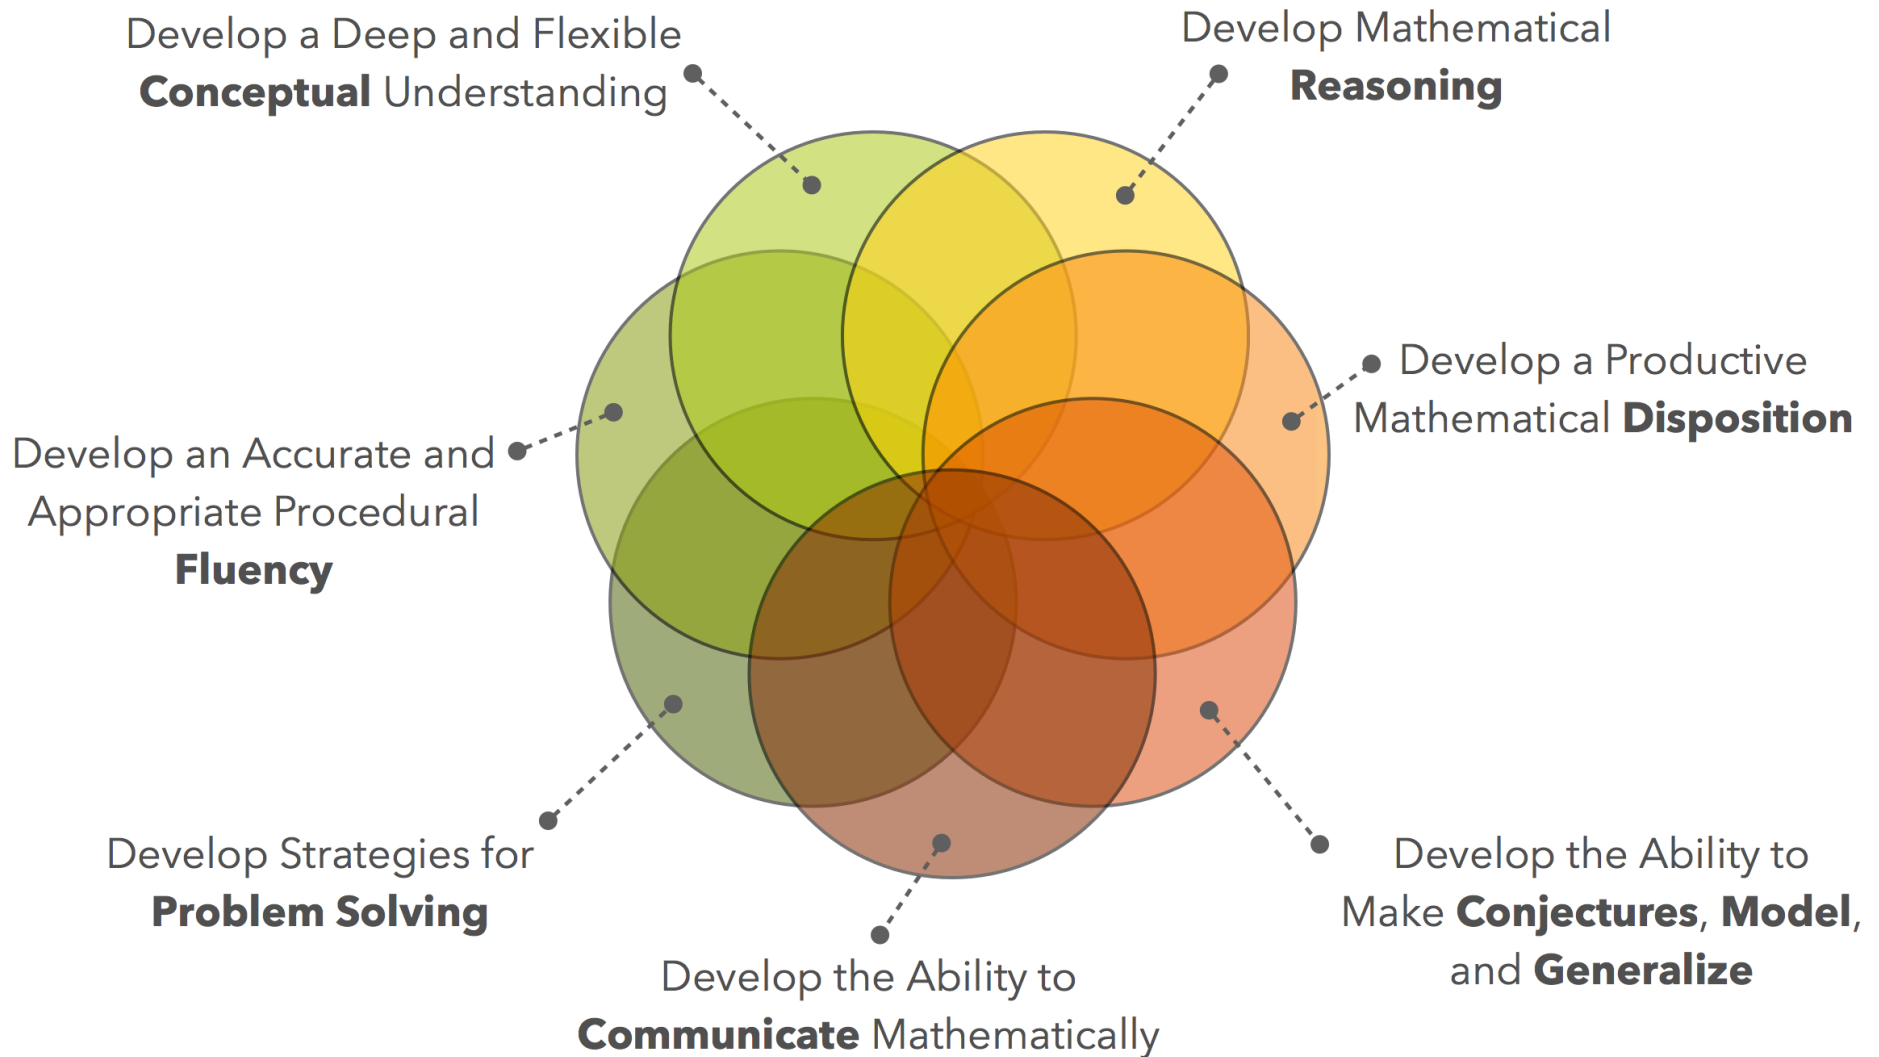 Develop a Deep and Flexible
Conceptual Understanding
Develop Mathematical
Reasoning
Develop a Productive
Mathematical Disposition
Develop an Accurate and
Appropriate Procedural
Fluency
Develop Strategies for
Problem Solving
Develop the Ability to
Make Conjectures, Model,
and Generalize
Develop the Ability to
Communicate Mathematically